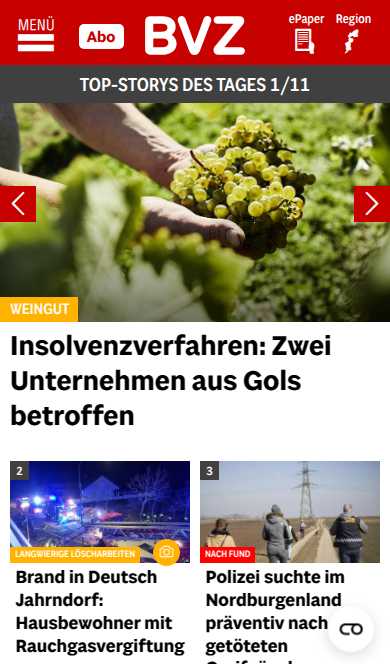 MENÜ
Abo
BVZ
ePaper
Region
TOP-STORYS DES TAGES 1/11
WEINGUT
Insolvenzverfahren: Zwei
Unternehmen aus Gols
betroffen
2
LANGWIERIGE LÖSCHARBEITEN
Brand in Deutsch
Jahrndorf:
Hausbewohner mit
Rauchgasvergiftung
3
NACH FUND
Polizei suchte im
Nordburgenland
präventiv nach
getöteten